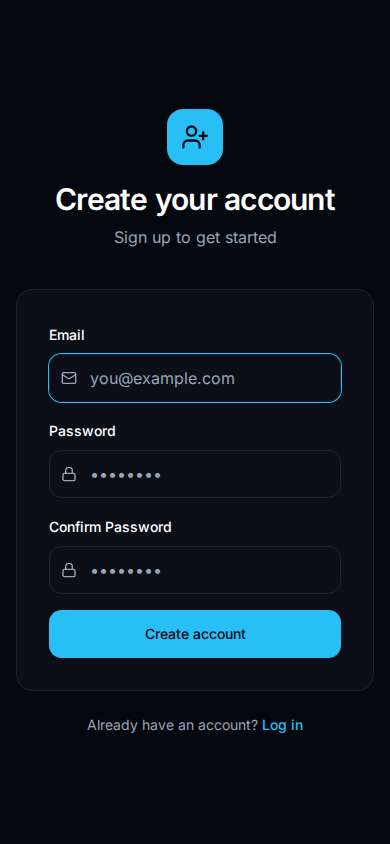 Create your account
Sign up to get started
Email
you@example.com
Password
••••••••
Confirm Password
••••••••
Create account
Already have an account? Log in